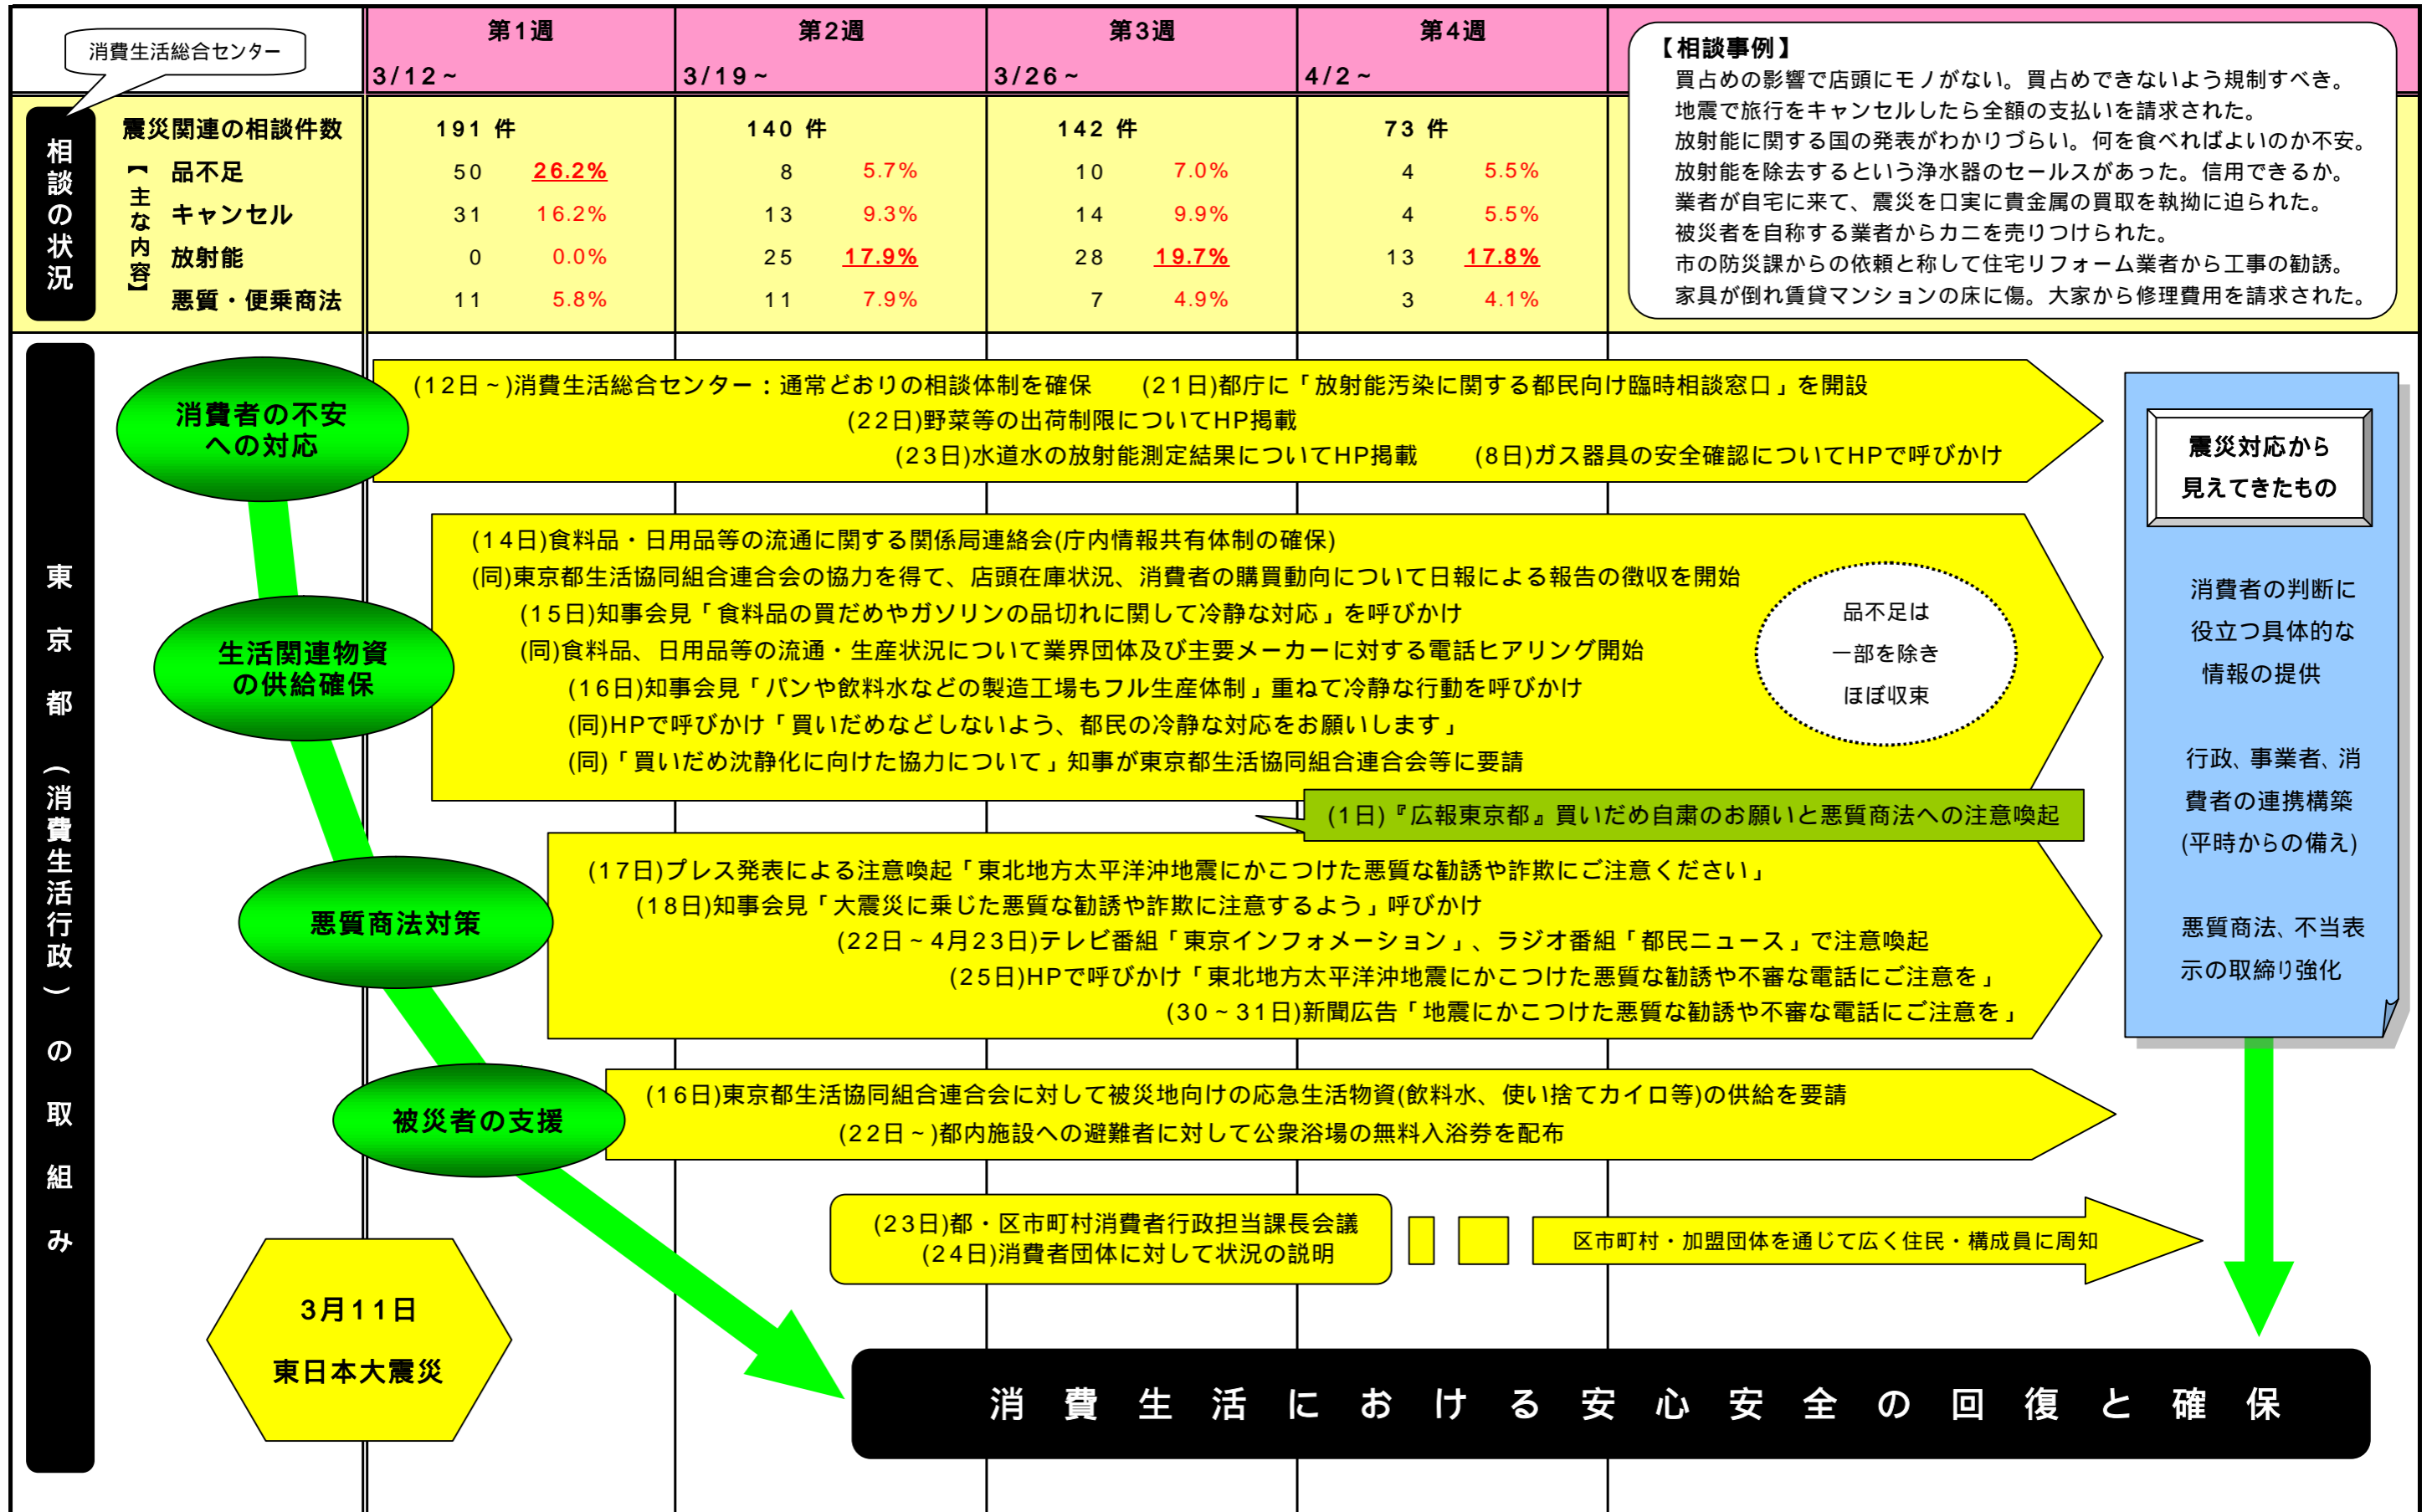 消費生活総合センター
第1週
第2週
第3週
第4週
3/12~
3/19~
3/26~
4/2~
【相談事例】
買占めの影響で店頭にモノがない。買占めできないよう規制すべき。
地震で旅行をキャンセルしたら全額の支払いを請求された。
放射能に関する国の発表がわかりづらい。何を食べればよいのか不安。
放射能を除去するという浄水器のセールスがあった。信用できるか。
業者が自宅に来て、震災を口実に貴金属の買取を執拗に迫られた。
被災者を自称する業者からカニを売りつけられた。
市の防災課からの依頼と称して住宅リフォーム業者から工事の勧誘。
家具が倒れ賃貸マンションの床に傷。大家から修理費用を請求された。
相談の状況
震災関連の相談件数 191 件 140 件 142 件 73 件
【主な内容】
品不足 50 26.2% 8 5.7% 10 7.0% 4 5.5%
キャンセル 31 16.2% 13 9.3% 14 9.9% 4 5.5%
放射能 0 0.0% 25 17.9% 28 19.7% 13 17.8%
悪質・便乗商法 11 5.8% 11 7.9% 7 4.9% 3 4.1%
東京都(消費生活行政)の取組み
消費者の不安
への対応
(12日~)消費生活総合センター:通常どおりの相談体制を確保 (21日)都庁に「放射能汚染に関する都民向け臨時相談窓口」を開設
(22日)野菜等の出荷制限についてHP掲載
(23日)水道水の放射能測定結果についてHP掲載 (8日)ガス器具の安全確認についてHPで呼びかけ
生活関連物資
の供給確保
(14日)食料品・日用品等の流通に関する関係局連絡会(庁内情報共有体制の確保)
(同)東京都生活協同組合連合会の協力を得て、店頭在庫状況、消費者の購買動向について日報による報告の徴収を開始
(15日)知事会見「食料品の買だめやガソリンの品切れに関して冷静な対応」を呼びかけ
(同)食料品、日用品等の流通・生産状況について業界団体及び主要メーカーに対する電話ヒアリング開始
(16日)知事会見「パンや飲料水などの製造工場もフル生産体制」重ねて冷静な行動を呼びかけ
(同)HPで呼びかけ「買いだめなどしないよう、都民の冷静な対応をお願いします」
(同)「買いだめ沈静化に向けた協力について」知事が東京都生活協同組合連合会等に要請
品不足は
一部を除き
ほぼ収束
(1日)『広報東京都』買いだめ自粛のお願いと悪質商法への注意喚起
悪質商法対策
(17日)プレス発表による注意喚起「東北地方太平洋沖地震にかこつけた悪質な勧誘や詐欺にご注意ください」
(18日)知事会見「大震災に乗じた悪質な勧誘や詐欺に注意するよう」呼びかけ
(22日~4月23日)テレビ番組「東京インフォメーション」、ラジオ番組「都民ニュース」で注意喚起
(25日)HPで呼びかけ「東北地方太平洋沖地震にかこつけた悪質な勧誘や不審な電話にご注意を」
(30~31日)新聞広告「地震にかこつけた悪質な勧誘や不審な電話にご注意を」
被災者の支援
(16日)東京都生活協同組合連合会に対して被災地向けの応急生活物資(飲料水、使い捨てカイロ等)の供給を要請
(22日~)都内施設への避難者に対して公衆浴場の無料入浴券を配布
(23日)都・区市町村消費者行政担当課長会議
(24日)消費者団体に対して状況の説明
区市町村・加盟団体を通じて広く住民・構成員に周知
震災対応から
見えてきたもの
消費者の判断に
役立つ具体的な
情報の提供
行政、事業者、消
費者の連携構築
(平時からの備え)
悪質商法、不当表
示の取締り強化
3月11日
東日本大震災
消費生活における安心安全の回復と確保